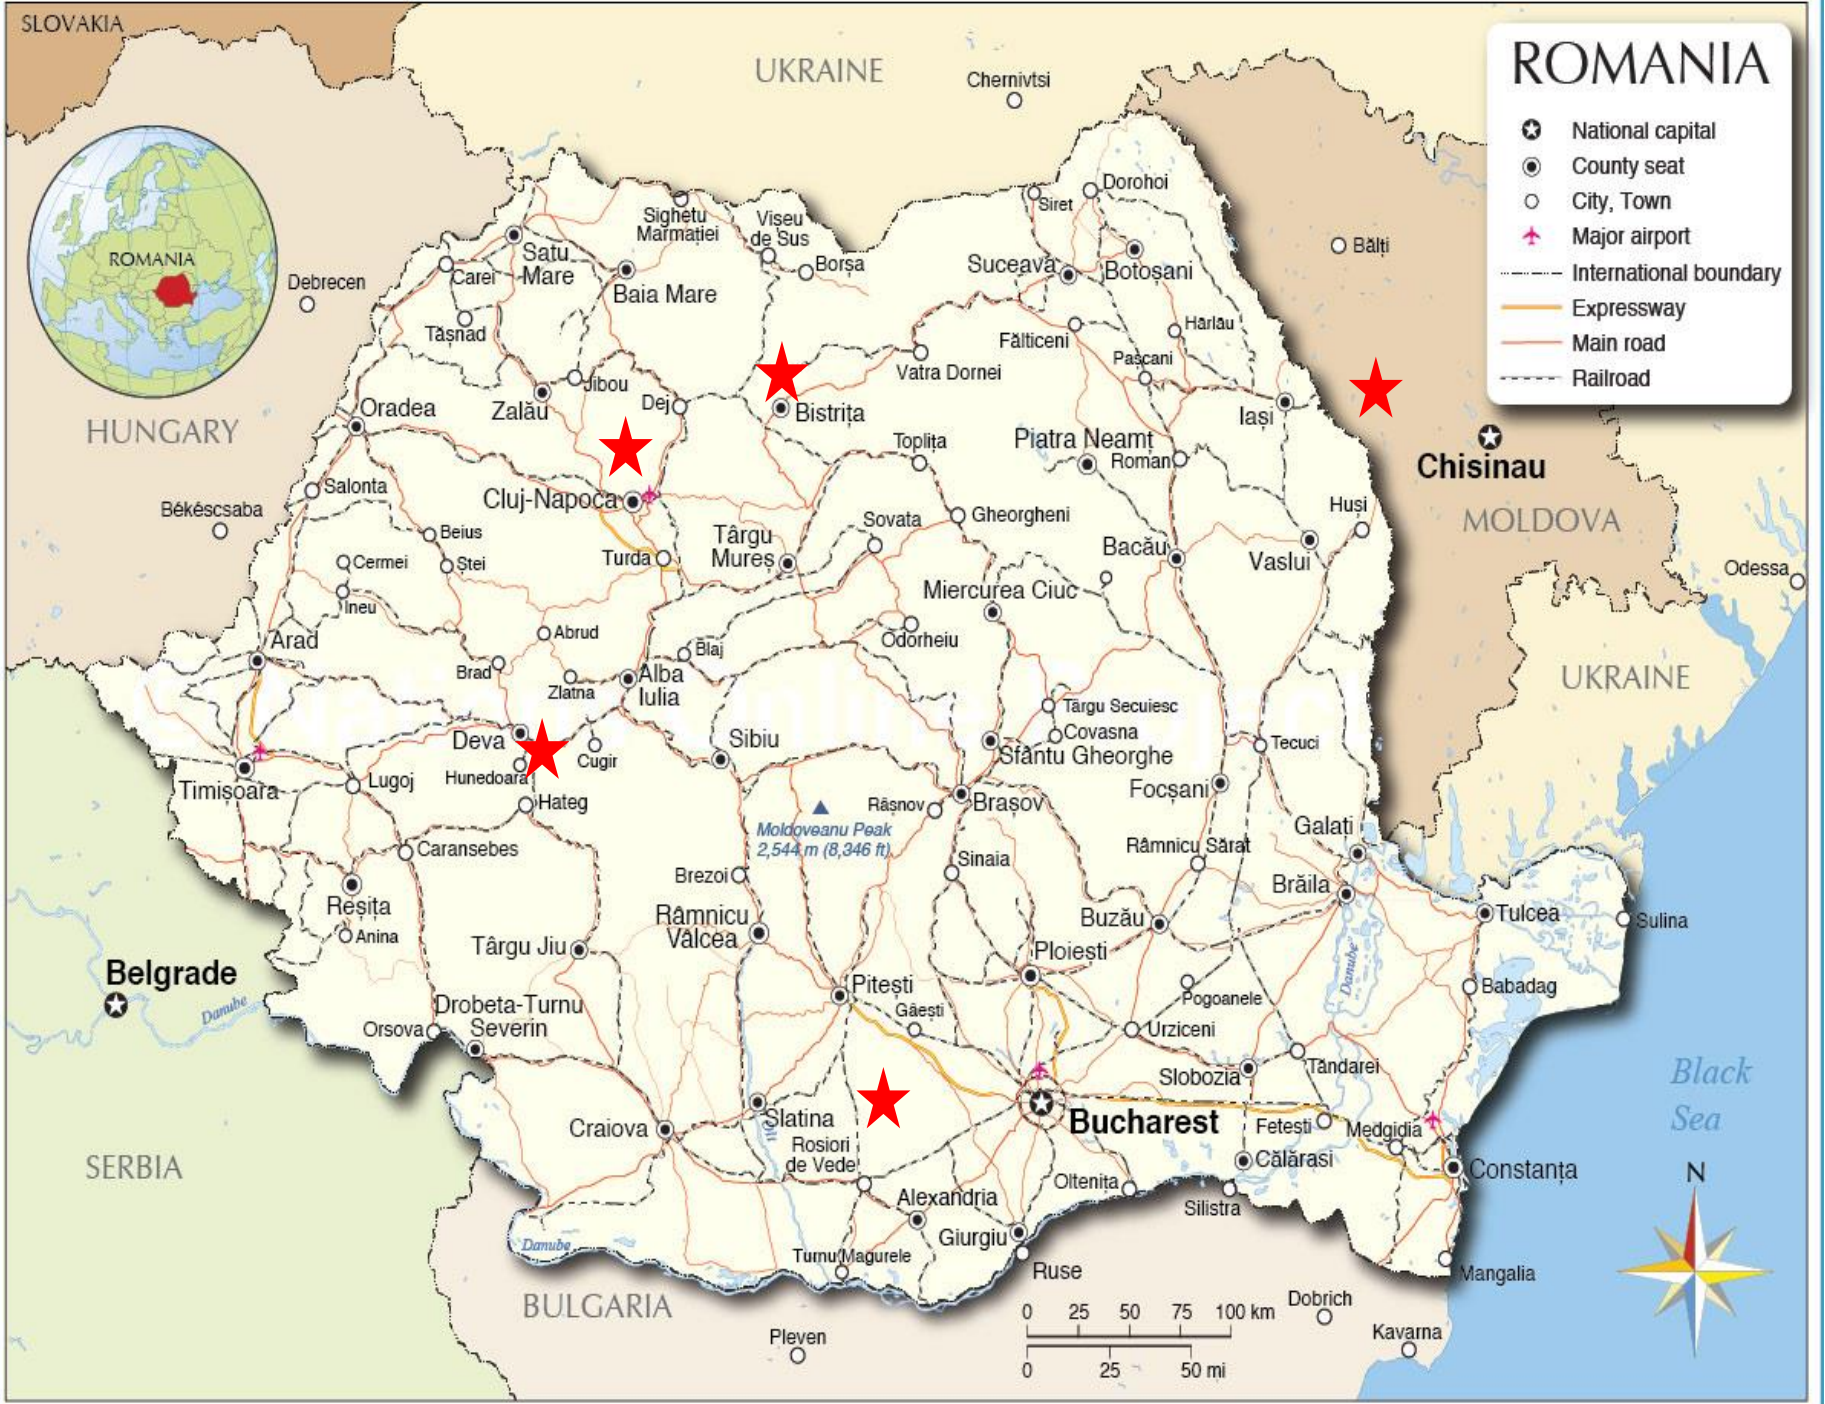 SLOVAKIA
UKRAINE
Chernivtsi
ROMANIA
National capital
County seat
City, Town
Major airport
International boundary
Expressway
Main road
Railroad
ROMANIA
Debrecen
HUNGARY
Békéscsaba
Dorohoi
Siret
Sighetu
Marmației
Viseu
de Sus
Borșa
Satu
Mare
Carei
Baia Mare
Tășnad
Suceava
Botoșani
Bălți
Fălticeni
Hârlău
Pașcani
Vatra Dornei
Jibou
Zalău
Dej
Bistrița
Iași
Oradea
Toplița
Piatra Neamț
Roman
Chisinau
MOLDOVA
Salonta
Cluj-Napoca
Huși
Beius
Sovata
Gheorgheni
Târgu
Mureș
Turda
Bacău
Vaslui
Cermei
Ștei
Ineu
Miercurea Ciuc
Odessa
Arad
Abrud
Odorheiu
Blaj
Brad
Zlatna
Alba
Iulia
UKRAINE
Târgu Secuiesc
Covasna
Deva
Sibiu
Sfântu Gheorghe
Tecuci
Cugir
Hunedoara
Timișoara
Lugoj
Hateg
Râșnov
Brașov
Focșani
Moldoveanu Peak
2,544 m (8,346 ft)
Galați
Caransebes
Sinaia
Râmnicu Sărat
Brezoi
Brăila
Reșița
Râmnicu
Vâlcea
Buzău
Tulcea
Sulina
Anina
Târgu Jiu
Ploiești
Danube
Belgrade
Danube
Pitești
Babadag
Drobeta-Turnu
Severin
Orsova
Găești
Pogoanele
Urziceni
Tăndarei
Slobozia
Black
Sea
Slatina
Olt
Craiova
Bucharest
Fetești
Medgidia
Rosiori
de Vede
Călărași
Constanța
SERBIA
N
Oltenița
Silistra
Alexandria
Giurgiu
Danube
Turnu Magurele
Ruse
Mangalia
BULGARIA
0 25 50 75 100 km
0 25 50 mi
Dobrich
Kavarna
Pleven